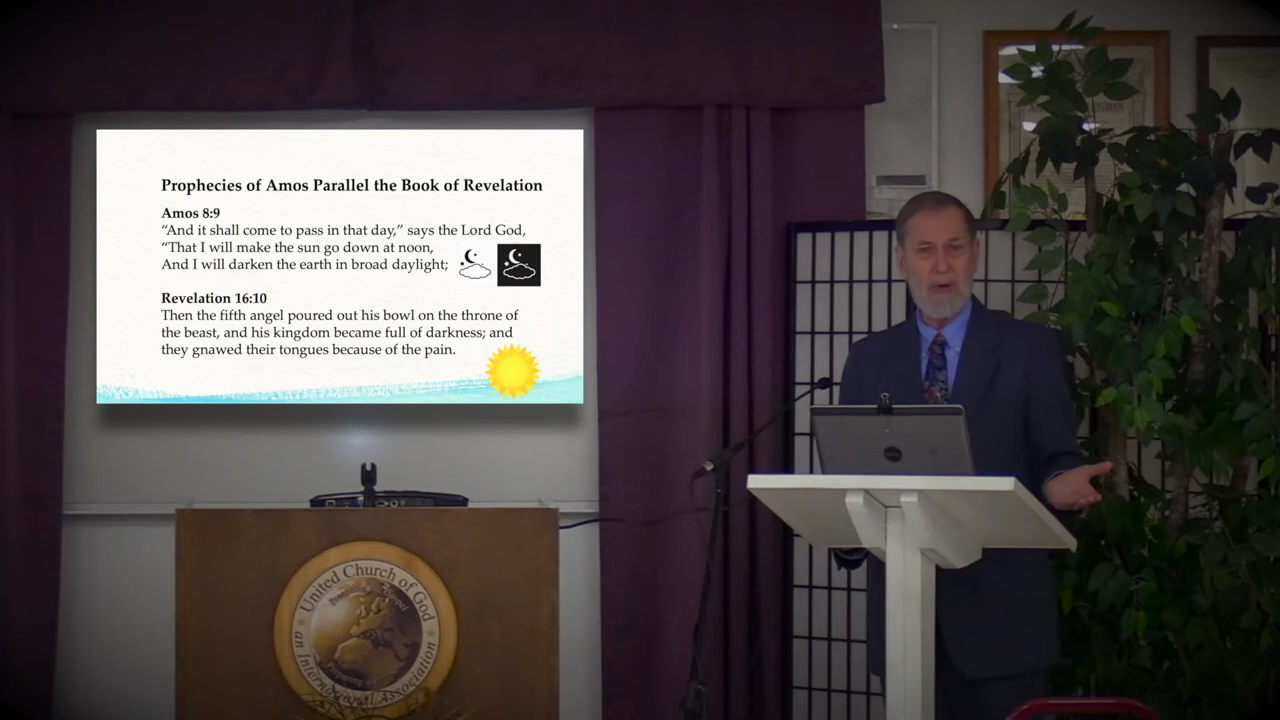 Prophecies of Amos Parallel the Book of Revelation
Amos 8:9
“And it shall come to pass in that day,” says the Lord God,
“That I will make the sun go down at noon,
And I will darken the earth in broad daylight;
Revelation 16:10
Then the fifth angel poured out his bowl on the throne of
the beast, and his kingdom became full of darkness; and
they gnawed their tongues because of the pain.
United Church of God
an International Association